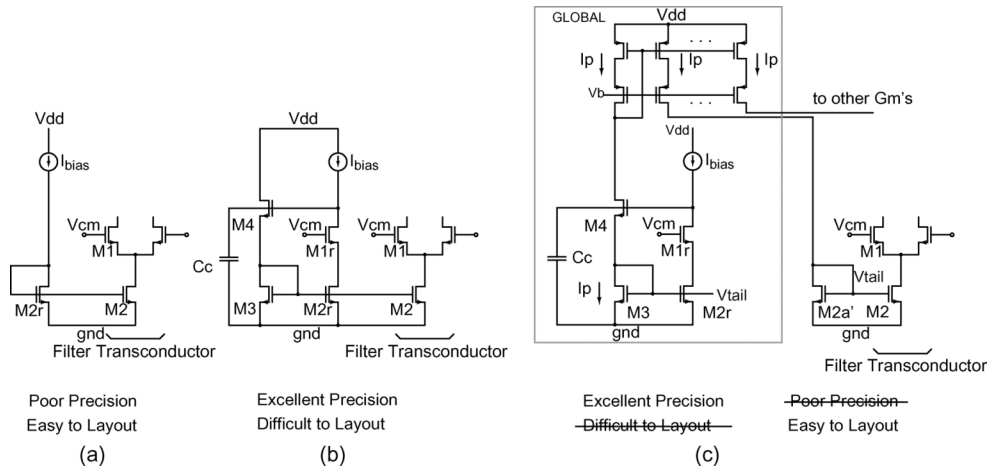 (c)
GLOBAL
Vdd
. . .
Ip
Ip
Ip
Vb
. . .
to other Gm's
Vdd
Vdd
Vdd
Ibias
Ibias
Ibias
Vcm
M1
M4
Vcm
M1r
Vcm
M1
M4
Vcm
M1r
Vcm
M1
Cc
Cc
Ip
Vtail
Vtail
M2r
M2
M3
M2r
M2
M3
M2r
M2a'
M2
gnd
gnd
gnd
gnd
Filter Transconductor
Filter Transconductor
Filter Transconductor
Poor Precision
Easy to Layout
Excellent Precision
Difficult to Layout
Excellent Precision
Difficult to Layout
Poor Precision
Easy to Layout
(a)
(b)
(c)